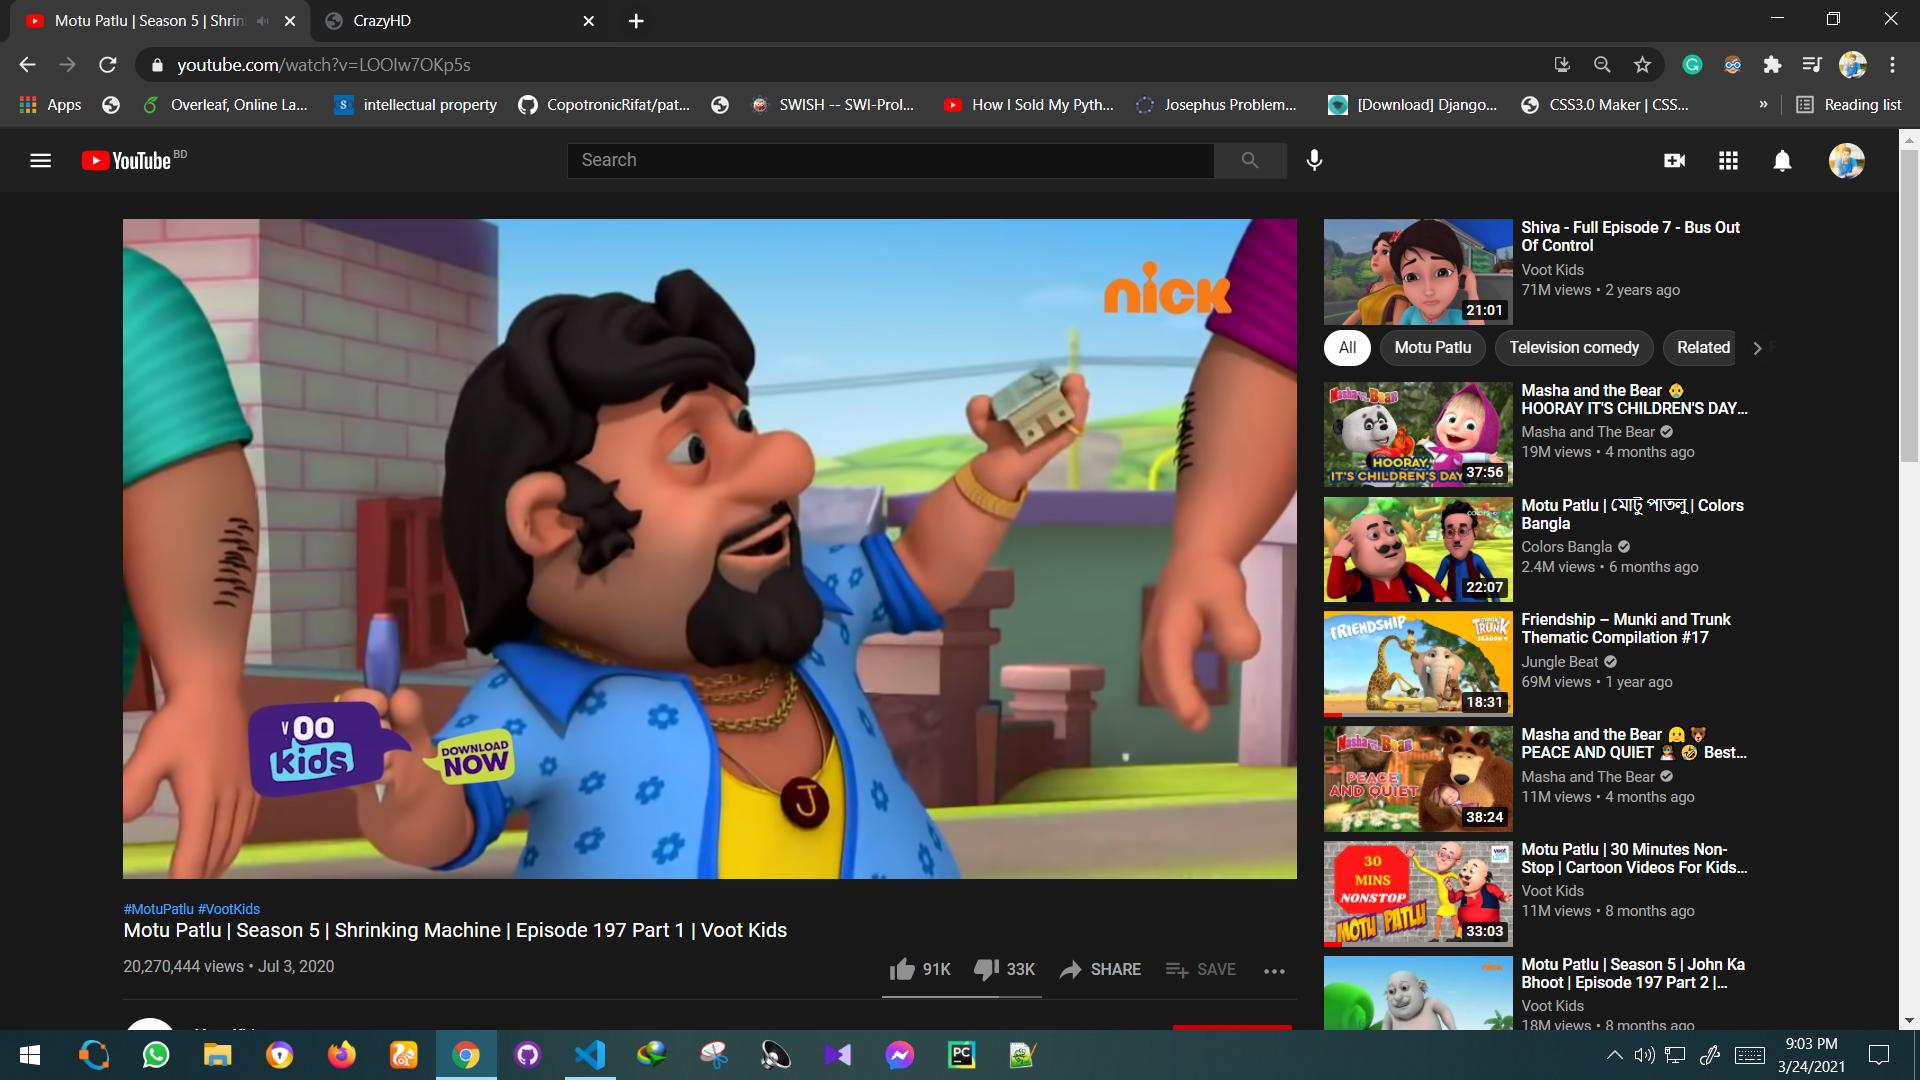 Motu Patlu | Season 5 | Shrin
CrazyHD
youtube.com/watch?v=LOOIw7OKp5s
Apps
Overleaf, Online La...
intellectual property
CopotronicRifat/pat...
SWISH -- SWI-Prol...
How I Sold My Pyth...
Josephus Problem...
[Download] Django...
CSS3.0 Maker | CSS...
»
Reading list
YouTube BD
Search
nick
voo kids
DOWNLOAD
NOW
J
#MotuPatlu #VootKids
Motu Patlu | Season 5 | Shrinking Machine | Episode 197 Part 1 | Voot Kids
20,270,444 views • Jul 3, 2020
91K
33K
SHARE
SAVE
21:01
Shiva - Full Episode 7 - Bus Out
Of Control
Voot Kids
71M views • 2 years ago
All
Motu Patlu
Television comedy
Related
HOORAY,
IT'S CHILDREN'S DAY
37:56
Masha and the Bear 👶
HOORAY IT'S CHILDREN'S DAY...
Masha and The Bear
19M views • 4 months ago
22:07
Motu Patlu | মোটু পাতলু | Colors
Bangla
Colors Bangla
2.4M views • 6 months ago
FRIENDSHIP
TRUNK
18:31
Friendship – Munki and Trunk
Thematic Compilation #17
Jungle Beat
69M views • 1 year ago
PEACE
AND QUIET
38:24
Masha and the Bear 👱‍♀️ 🐻
PEACE AND QUIET 👩‍🎓 🤣 Best...
Masha and The Bear
11M views • 4 months ago
30
MINS
NONSTOP
MOTU PATLU
33:03
Motu Patlu | 30 Minutes Non-
Stop | Cartoon Videos For Kids...
Voot Kids
11M views • 8 months ago
nick
Motu Patlu | Season 5 | John Ka
Bhoot | Episode 197 Part 2 |...
Voot Kids
18M views • 8 months ago
PC
9:03 PM
3/24/2021